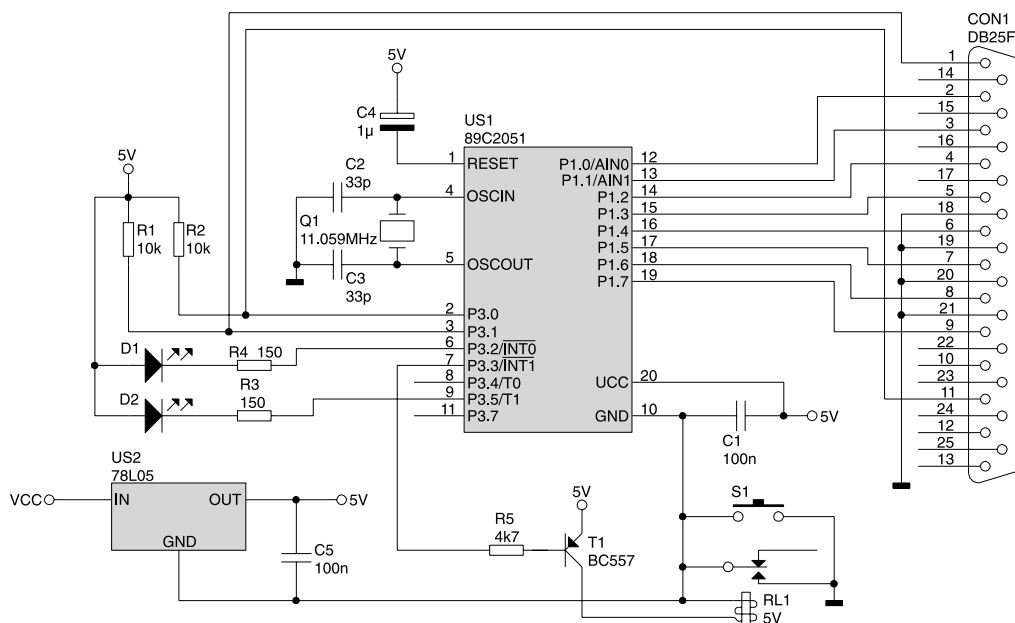 CON1
DB25F
1
14
2
15
3
16
4
17
5
18
6
19
7
20
8
21
9
22
10
23
11
24
12
25
13
5V
C4
1µ
US1
89C2051
1 RESET
4 OSCIN
5 OSCOUT
2 P3.0
3 P3.1
6 P3.2/INT0
7 P3.3/INT1
8 P3.4/T0
9 P3.5/T1
11 P3.7
P1.0/AIN0 12
P1.1/AIN1 13
P1.2 14
P1.3 15
P1.4 16
P1.5 17
P1.6 18
P1.7 19
UCC 20
GND 10
C2
33p
Q1
11.059MHz
C3
33p
5V
R1
10k
R2
10k
D1
R4 150
D2
R3
150
C1
100n
5V
US2
78L05
VCC
IN
OUT
GND
5V
C5
100n
R5
4k7
5V
T1
BC557
S1
RL1
5V